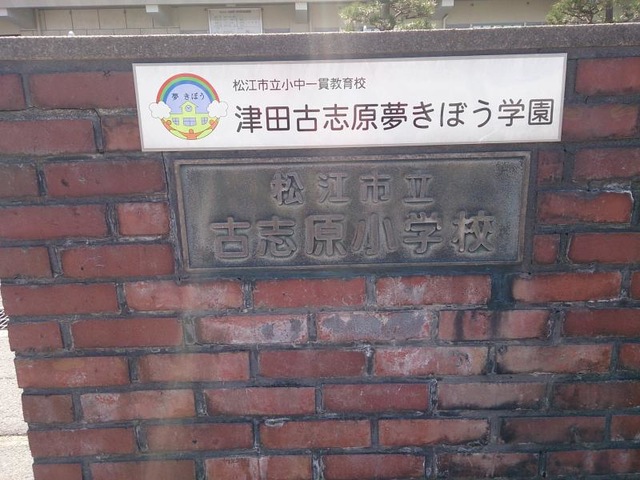 松江市立小中一貫教育校
夢 きぼう
津田古志原夢きぼう学園
松江市立
古志原小学校